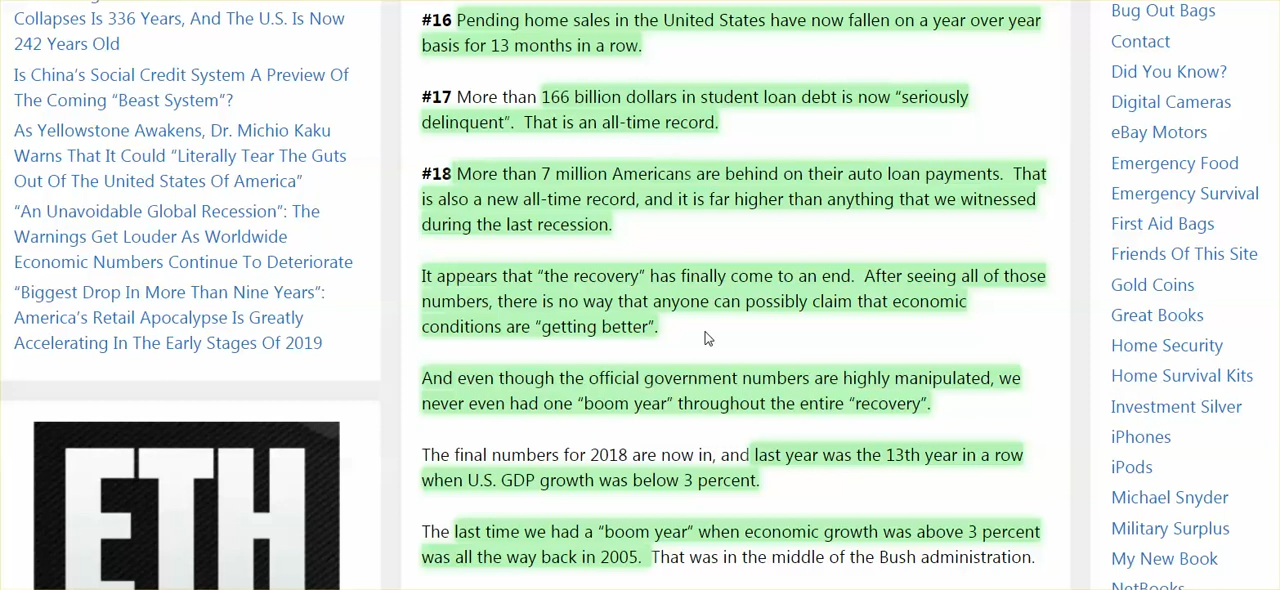 Collapses Is 336 Years, And The U.S. Is Now
242 Years Old
Is China's Social Credit System A Preview Of
The Coming “Beast System”?
As Yellowstone Awakens, Dr. Michio Kaku
Warns That It Could “Literally Tear The Guts
Out Of The United States Of America”
“An Unavoidable Global Recession”: The
Warnings Get Louder As Worldwide
Economic Numbers Continue To Deteriorate
“Biggest Drop In More Than Nine Years”:
America's Retail Apocalypse Is Greatly
Accelerating In The Early Stages Of 2019
ETH
#16 Pending home sales in the United States have now fallen on a year over year
basis for 13 months in a row.
#17 More than 166 billion dollars in student loan debt is now “seriously
delinquent”.  That is an all-time record.
#18 More than 7 million Americans are behind on their auto loan payments.  That
is also a new all-time record, and it is far higher than anything that we witnessed
during the last recession.
It appears that “the recovery” has finally come to an end.  After seeing all of those
numbers, there is no way that anyone can possibly claim that economic
conditions are “getting better”.
And even though the official government numbers are highly manipulated, we
never even had one “boom year” throughout the entire “recovery”.
The final numbers for 2018 are now in, and last year was the 13th year in a row
when U.S. GDP growth was below 3 percent.
The last time we had a “boom year” when economic growth was above 3 percent
was all the way back in 2005.  That was in the middle of the Bush administration.
Bug Out Bags
Contact
Did You Know?
Digital Cameras
eBay Motors
Emergency Food
Emergency Survival
First Aid Bags
Friends Of This Site
Gold Coins
Great Books
Home Security
Home Survival Kits
Investment Silver
iPhones
iPods
Michael Snyder
Military Surplus
My New Book
NetBooks